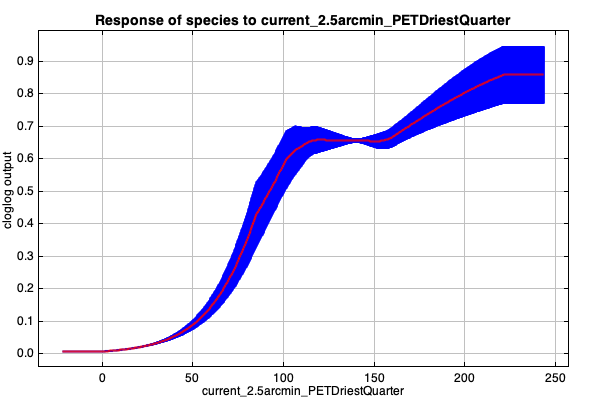 Response of species to current_2.5arcmin_PETDriestQuarter
0.9
0.8
0.7
0.6
0.5
0.4
0.3
0.2
0.1
0.0
cloglog output
0 50 100 150 200 250
current_2.5arcmin_PETDriestQuarter